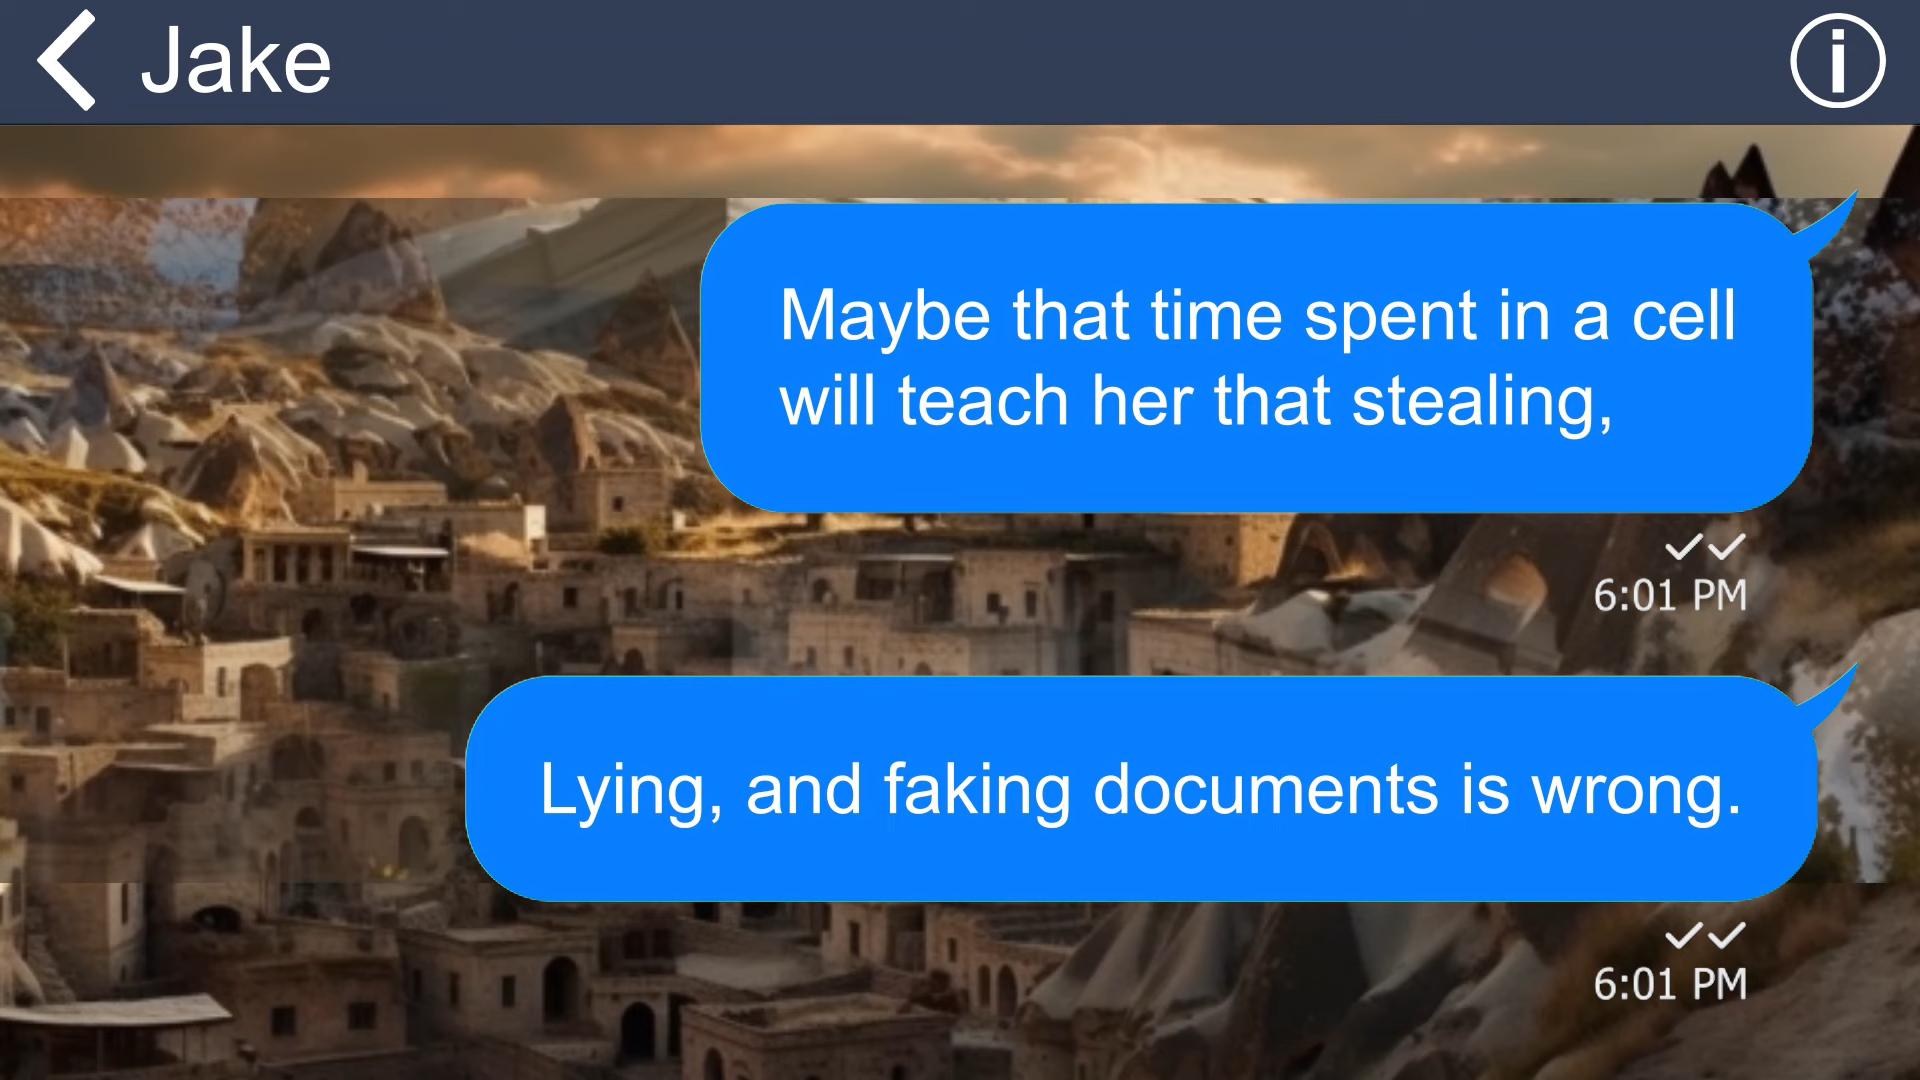 Jake
Maybe that time spent in a cell
will teach her that stealing,
6:01 PM
Lying, and faking documents is wrong.
6:01 PM